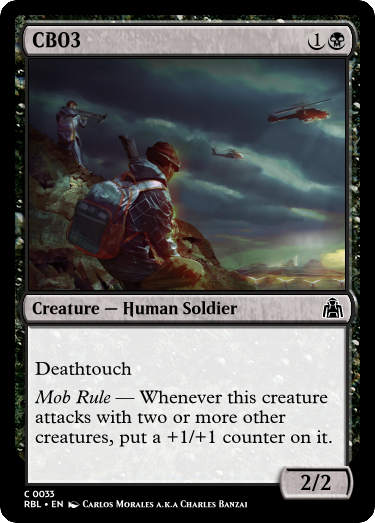 CB03
1
Creature — Human Soldier
Deathtouch
Mob Rule — Whenever this creature
attacks with two or more other
creatures, put a +1/+1 counter on it.
2/2
C 0033
RBL • EN Carlos Morales a.k.a Charles Banzai